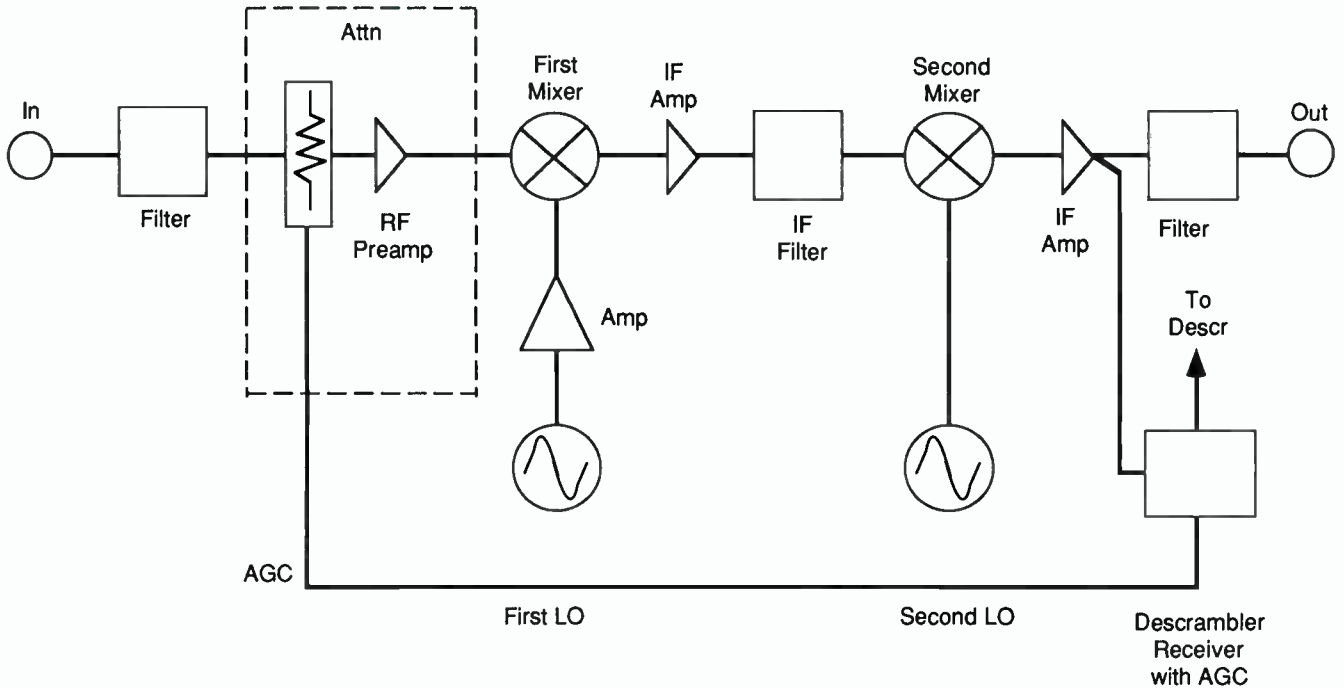 Attn
First
Mixer
IF
Amp
Second
Mixer
In
Out
Filter
RF
Preamp
IF
Filter
IF
Amp
Filter
To
Descr
Amp
AGC
First LO
Second LO
Descrambler
Receiver
with AGC